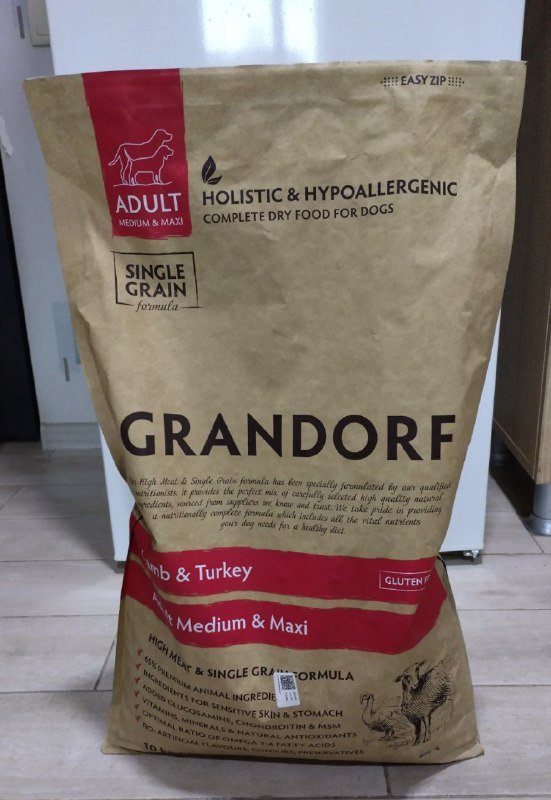 EASY ZIP
ADULT
MEDIUM & MAXI
HOLISTIC & HYPOALLERGENIC
COMPLETE DRY FOOD FOR DOGS
SINGLE
GRAIN
formula
GRANDORF
High Meat & Single Grain formula has been specially formulated by our qualified
nutritionists. It provides the perfect mix of carefully selected high quality natural
ingredients, sourced from suppliers we know and trust. We take pride in providing
a nutritionally complete formula which includes all the vital nutrients
your dog needs for a healthy diet.
Lamb & Turkey
GLUTEN
Adult Medium & Maxi
HIGH MEAT & SINGLE GRAIN FORMULA
65% PREMIUM ANIMAL
INGREDIENTS FOR SENSITIVE SKIN & STOMACH
ADDED GLUCOSAMINE, CHONDROITIN & MSM
VITAMINS, MINERALS & NATURAL ANTIOXIDANTS
OPTIMAL RATIO OF OMEGA 3-6 FATTY ACIDS
NO: ARTIFICIAL FLAVOURS, COLOURS, PRESERVATIVES
10